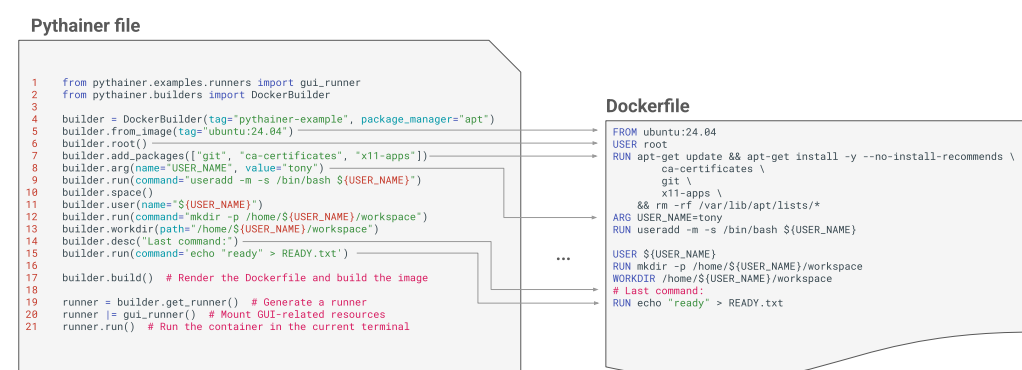 Pythainer file
1 from pythainer.examples.runners import gui_runner
2 from pythainer.builders import DockerBuilder
3
4 builder = DockerBuilder(tag="pythainer-example", package_manager="apt")
5 builder.from_image(tag="ubuntu:24.04")
6 builder.root()
7 builder.add_packages(["git", "ca-certificates", "x11-apps"])
8 builder.arg(name="USER_NAME", value="tony")
9 builder.run(command="useradd -m -s /bin/bash ${USER_NAME}")
10 builder.space()
11 builder.user(name="${USER_NAME}")
12 builder.run(command="mkdir -p /home/${USER_NAME}/workspace")
13 builder.workdir(path="/home/${USER_NAME}/workspace")
14 builder.desc("Last command:")
15 builder.run(command='echo "ready" > READY.txt')
16
17 builder.build()  # Render the Dockerfile and build the image
18
19 runner = builder.get_runner()  # Generate a runner
20 runner |= gui_runner()  # Mount GUI-related resources
21 runner.run()  # Run the container in the current terminal
...
Dockerfile
FROM ubuntu:24.04
USER root
RUN apt-get update && apt-get install -y --no-install-recommends \
        ca-certificates \
        git \
        x11-apps \
    && rm -rf /var/lib/apt/lists/*
ARG USER_NAME=tony
RUN useradd -m -s /bin/bash ${USER_NAME}

USER ${USER_NAME}
RUN mkdir -p /home/${USER_NAME}/workspace
WORKDIR /home/${USER_NAME}/workspace
# Last command:
RUN echo "ready" > READY.txt